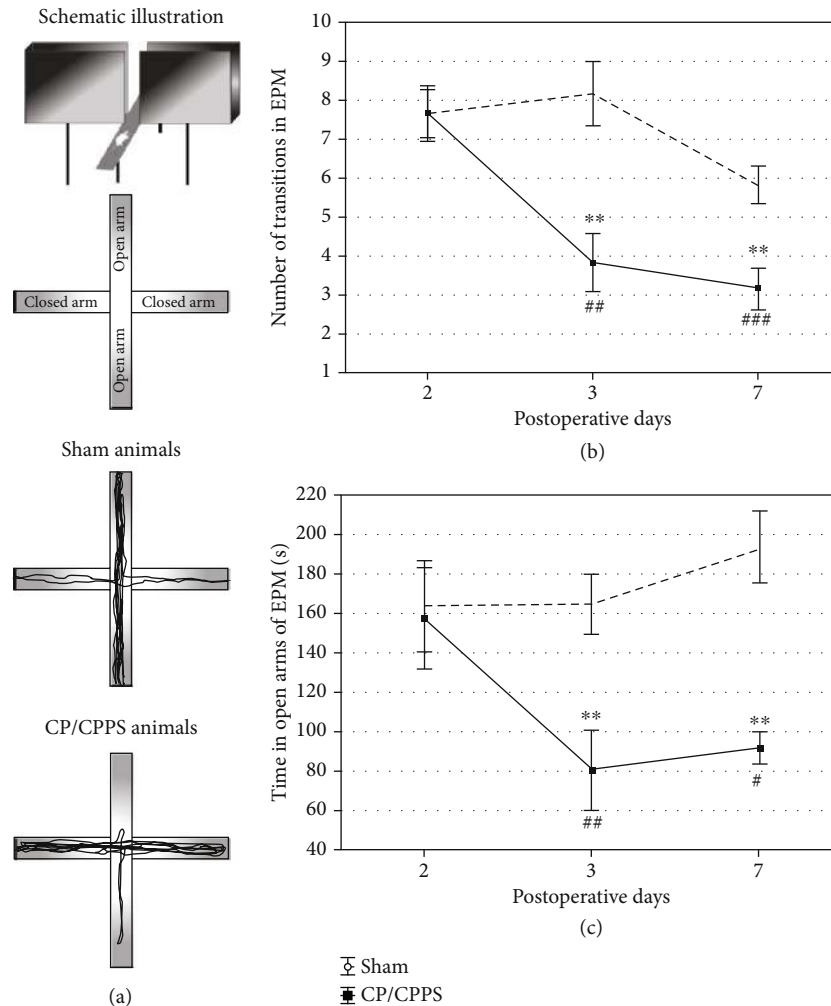 Schematic illustration
Open arm
Closed arm
Closed arm
Open arm
Sham animals
CP/CPPS animals
(a)
Number of transitions in EPM
10
9
8
7
6
5
4
3
2
1
**
##
**
###
2
3
7
Postoperative days
(b)
Time in open arms of EPM (s)
220
200
180
160
140
120
100
80
60
40
**
##
**
#
2
3
7
Postoperative days
(c)
Sham
CP/CPPS